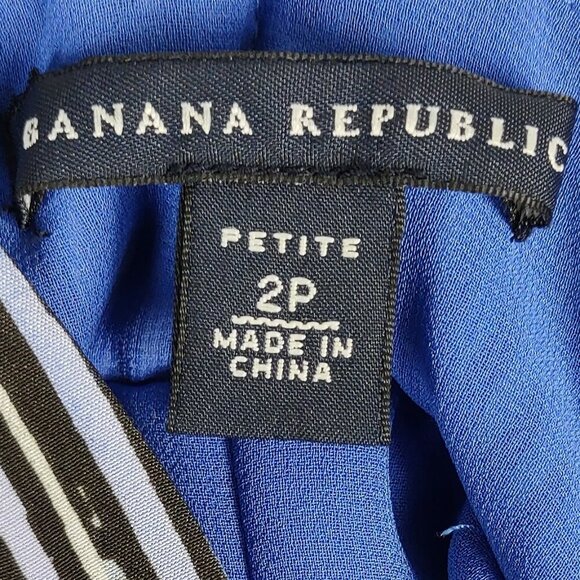 BANANA REPUBLIC
PETITE
2P
MADE IN
CHINA